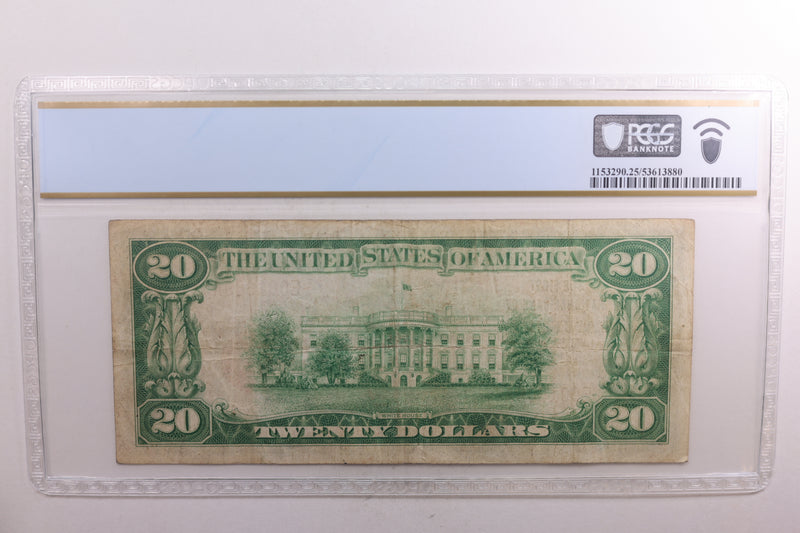 PCGS
BANKNOTE
1153290.25/53613880
20 THE UNITED STATES OF AMERICA 20
WHITE HOUSE
20 TWENTY DOLLARS 20